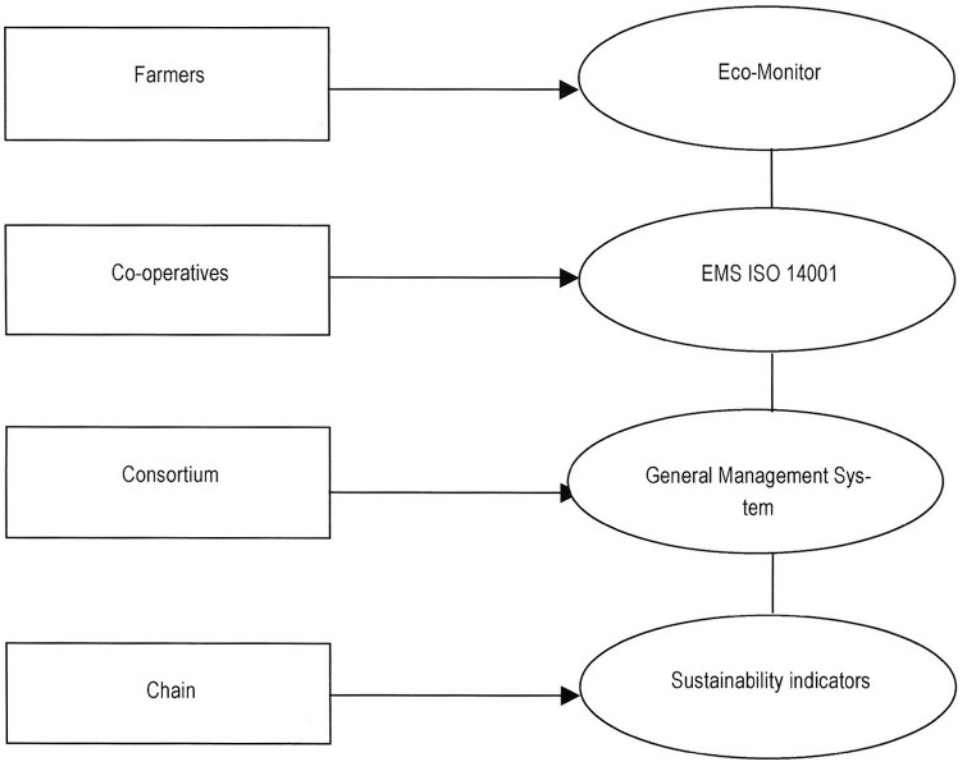 Farmers
Eco-Monitor
Co-operatives
EMS ISO 14001
Consortium
General Management Sys-
tem
Chain
Sustainability indicators